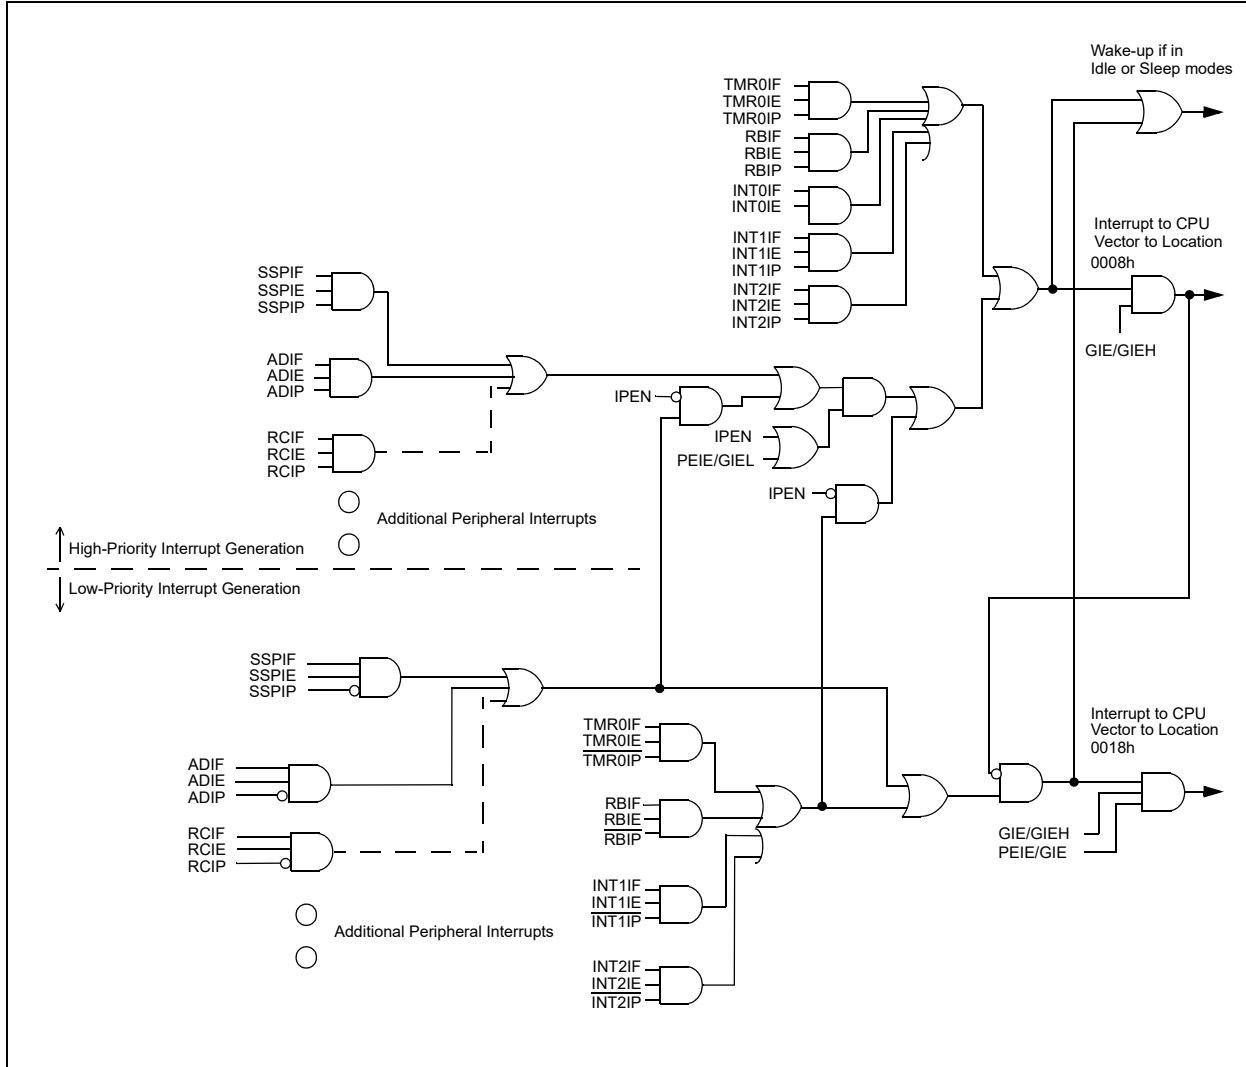 Wake-up if in
Idle or Sleep modes
TMR0IF
TMR0IE
TMR0IP
RBIF
RBIE
RBIP
INT0IF
INT0IE
INT1IF
INT1IE
INT1IP
INT2IF
INT2IE
INT2IP
Interrupt to CPU
Vector to Location
0008h
GIE/GIEH
SSPIF
SSPIE
SSPIP
ADIF
ADIE
ADIP
RCIF
RCIE
RCIP
IPEN
IPEN
PEIE/GIEL
IPEN
Additional Peripheral Interrupts
High-Priority Interrupt Generation
Low-Priority Interrupt Generation
SSPIF
SSPIE
SSPIP
ADIF
ADIE
ADIP
RCIF
RCIE
RCIP
Additional Peripheral Interrupts
TMR0IF
TMR0IE
TMR0IP
RBIF
RBIE
RBIP
INT1IF
INT1IE
INT1IP
INT2IF
INT2IE
INT2IP
Interrupt to CPU
Vector to Location
0018h
GIE/GIEH
PEIE/GIE